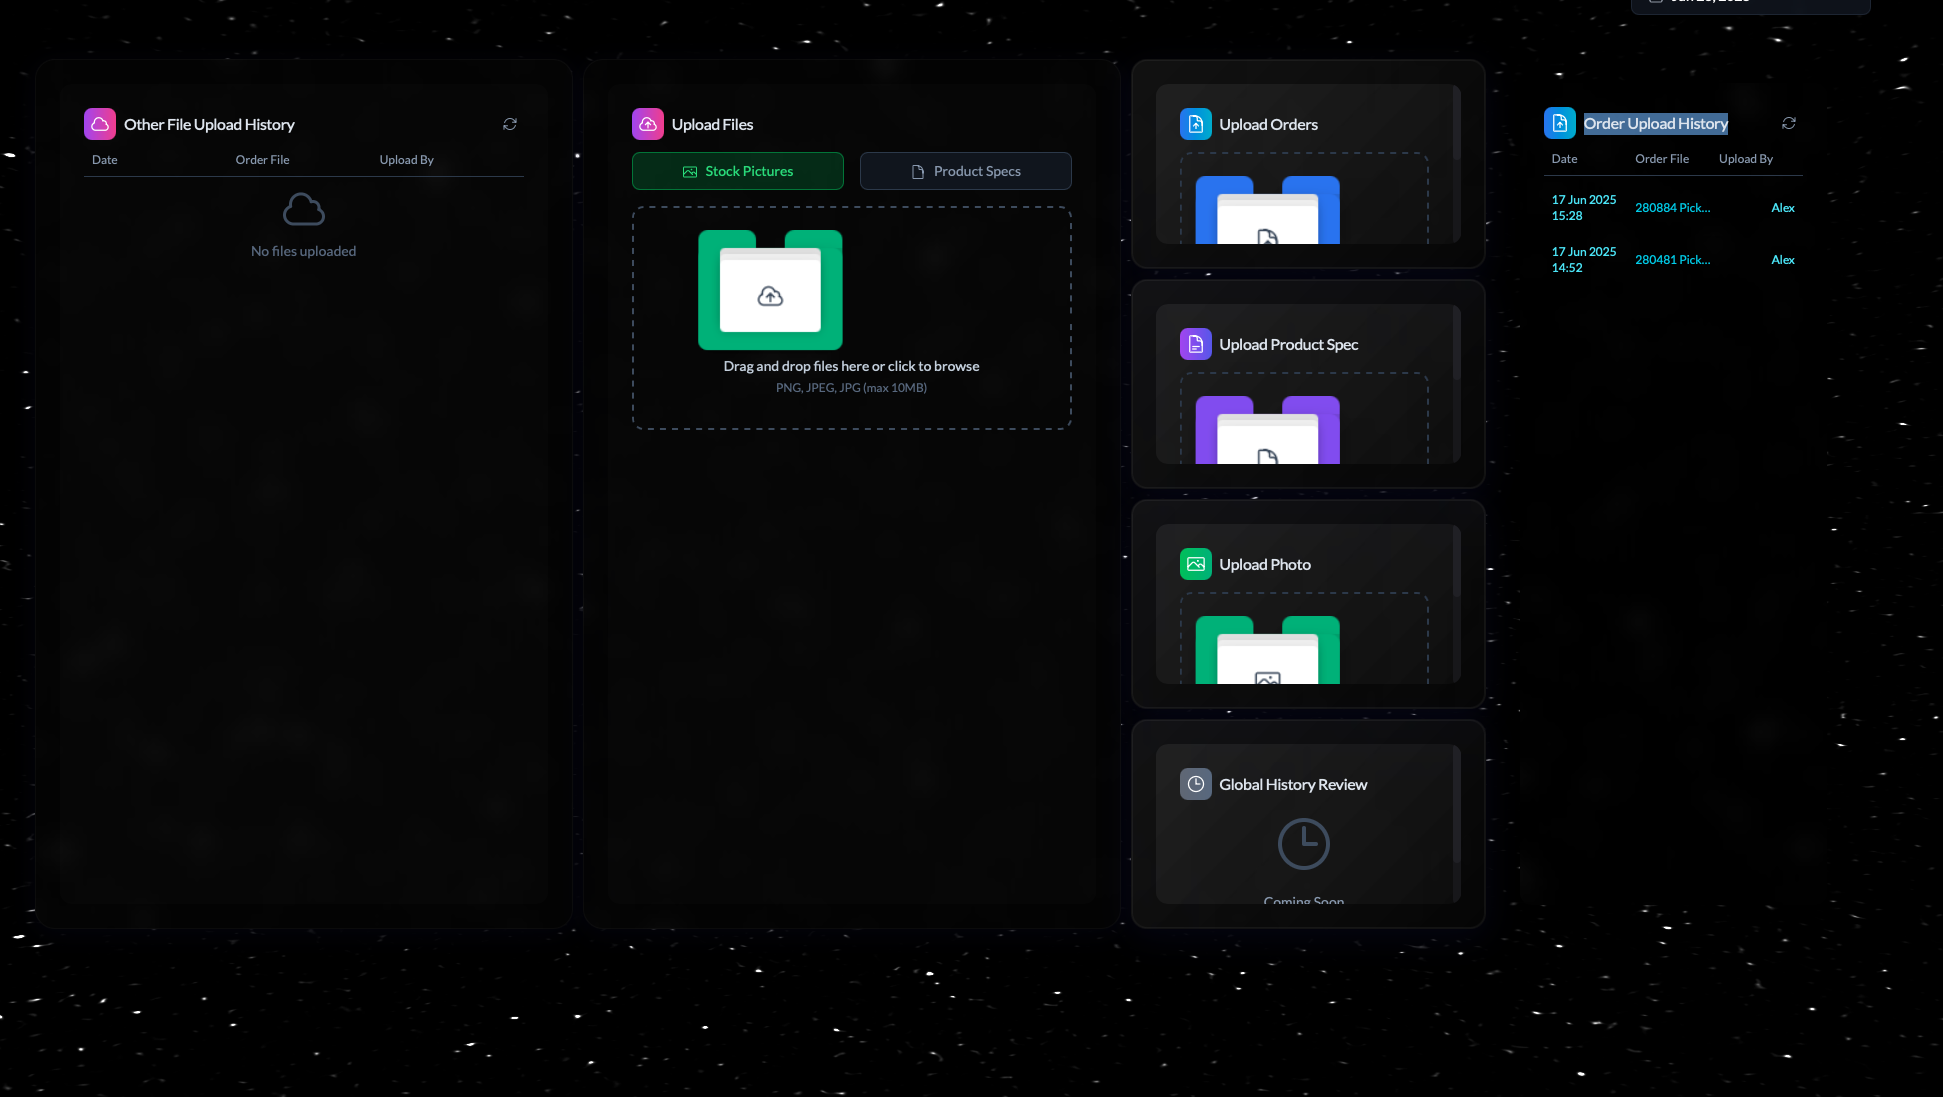 Other File Upload History
Date Order File Upload By
No files uploaded
Upload Files
Stock Pictures Product Specs
Drag and drop files here or click to browse
PNG, JPEG, JPG (max 10MB)
Upload Orders
Upload Product Spec
Upload Photo
Global History Review
Coming Soon
Order Upload History
Date Order File Upload By
17 Jun 2025
15:28
280884 Pick... Alex
17 Jun 2025
14:52
280481 Pick... Alex